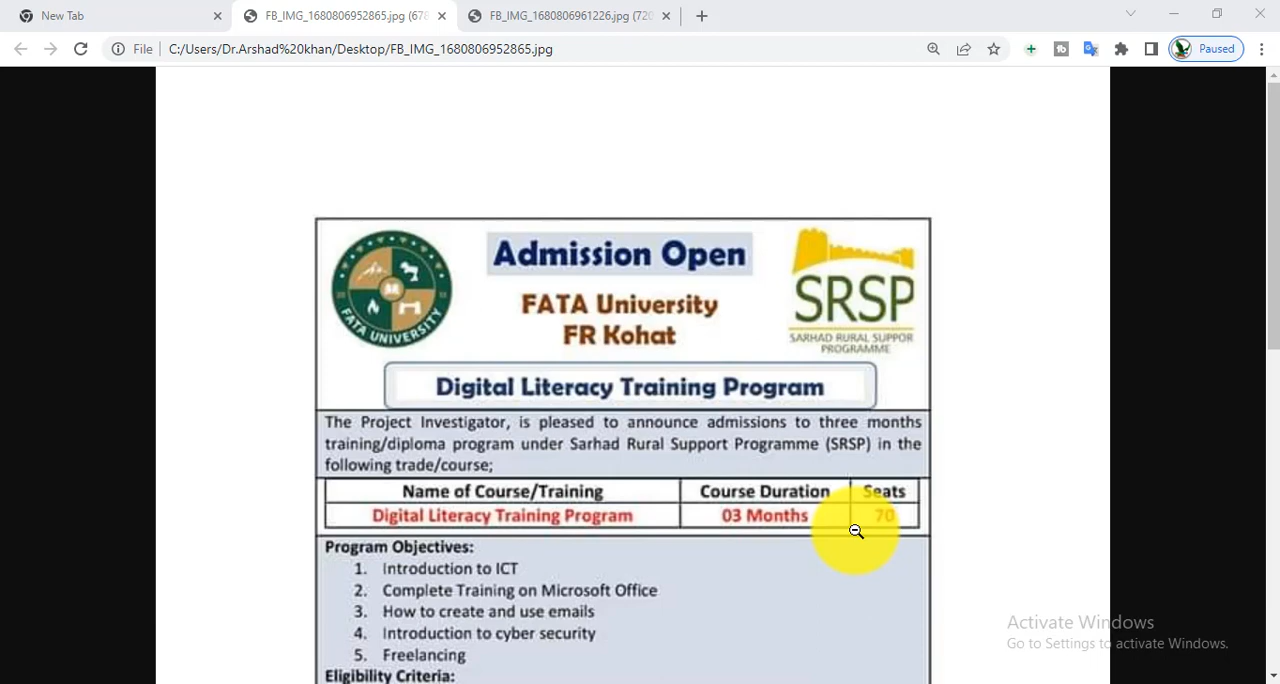 New Tab
FB_IMG_1680806952865.jpg (678
FB_IMG_1680806961226.jpg (720
File
C:/Users/Dr.Arshad%20khan/Desktop/FB_IMG_1680806952865.jpg
Paused
Admission Open
FATA University
FR Kohat
FATA UNIVERSITY
SRSP
SARHAD RURAL SUPPOR
PROGRAMME
Digital Literacy Training Program
The Project Investigator, is pleased to announce admissions to three months
training/diploma program under Sarhad Rural Support Programme (SRSP) in the
following trade/course;
Name of Course/Training Course Duration Seats
Digital Literacy Training Program 03 Months 70
Program Objectives:
1. Introduction to ICT
2. Complete Training on Microsoft Office
3. How to create and use emails
4. Introduction to cyber security
5. Freelancing
Eligibility Criteria:
Activate Windows
Go to Settings to activate Windows.